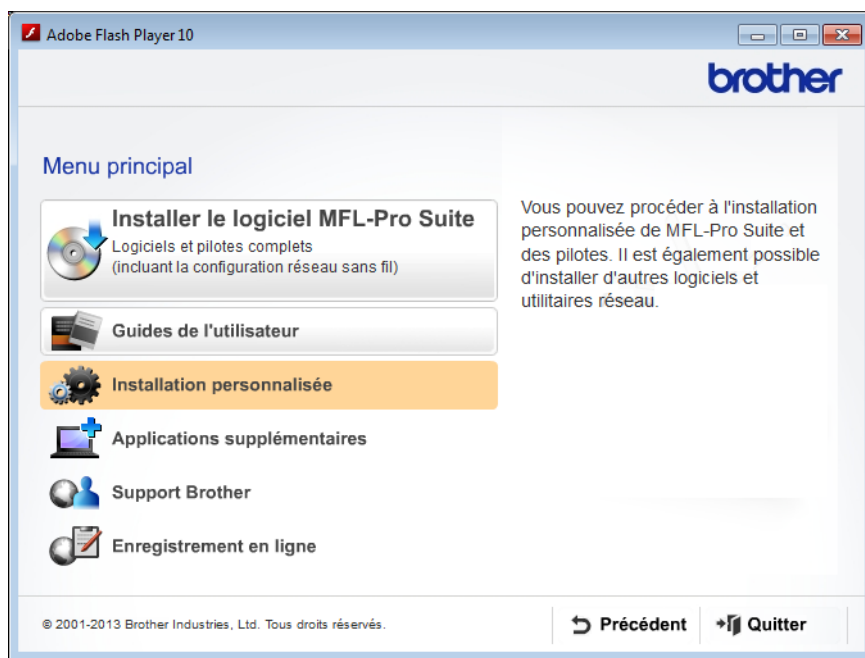 Adobe Flash Player 10
brother
Menu principal
Installer le logiciel MFL-Pro Suite
Logiciels et pilotes complets
(incluant la configuration réseau sans fil)
Guides de l'utilisateur
Installation personnalisée
Applications supplémentaires
Support Brother
Enregistrement en ligne
Vous pouvez procéder à l'installation
personnalisée de MFL-Pro Suite et
des pilotes. Il est également possible
d'installer d'autres logiciels et
utilitaires réseau.
© 2001-2013 Brother Industries, Ltd. Tous droits réservés.
Précédent
Quitter